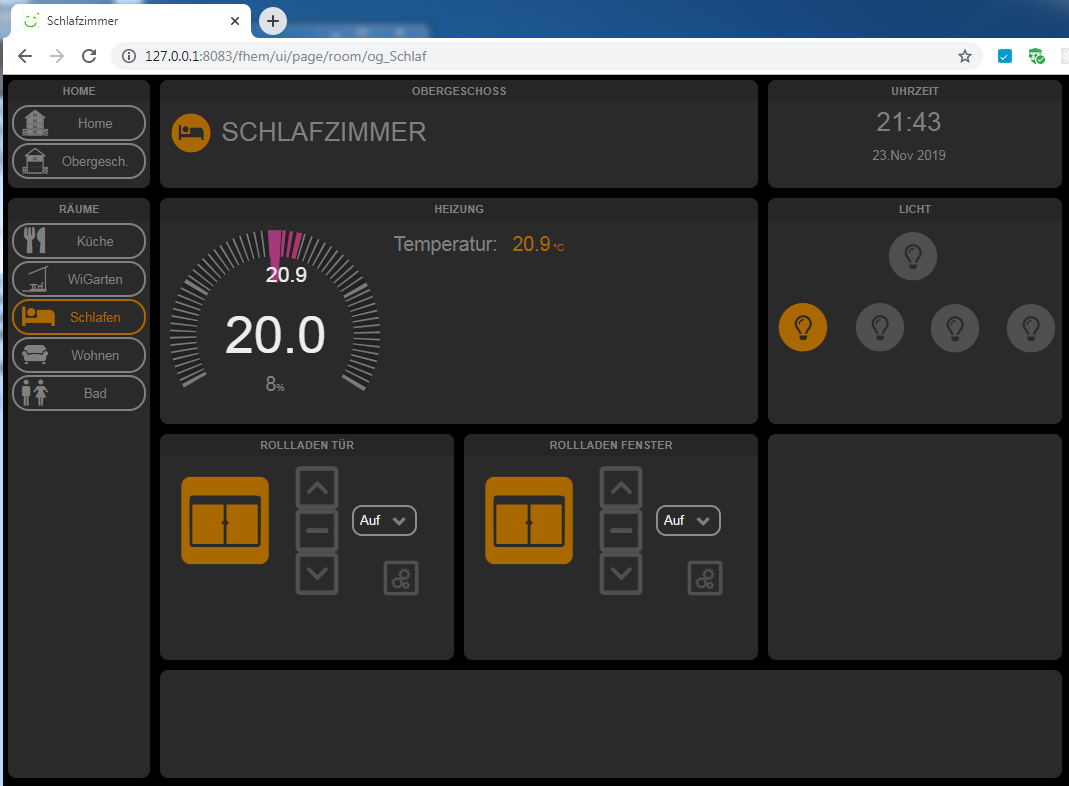 Schlafzimmer
127.0.0.1:8083/fhem/ui/page/room/og_Schlaf
HOME
Home
Obergesch.
OBERGESCHOSS
SCHLAFZIMMER
UHRZEIT
21:43
23.Nov 2019
RÄUME
Küche
WiGarten
Schlafen
Wohnen
Bad
HEIZUNG
Temperatur: 20.9 °C
20.9
20.0
8%
LICHT
ROLLLADEN TÜR
Auf
ROLLLADEN FENSTER
Auf